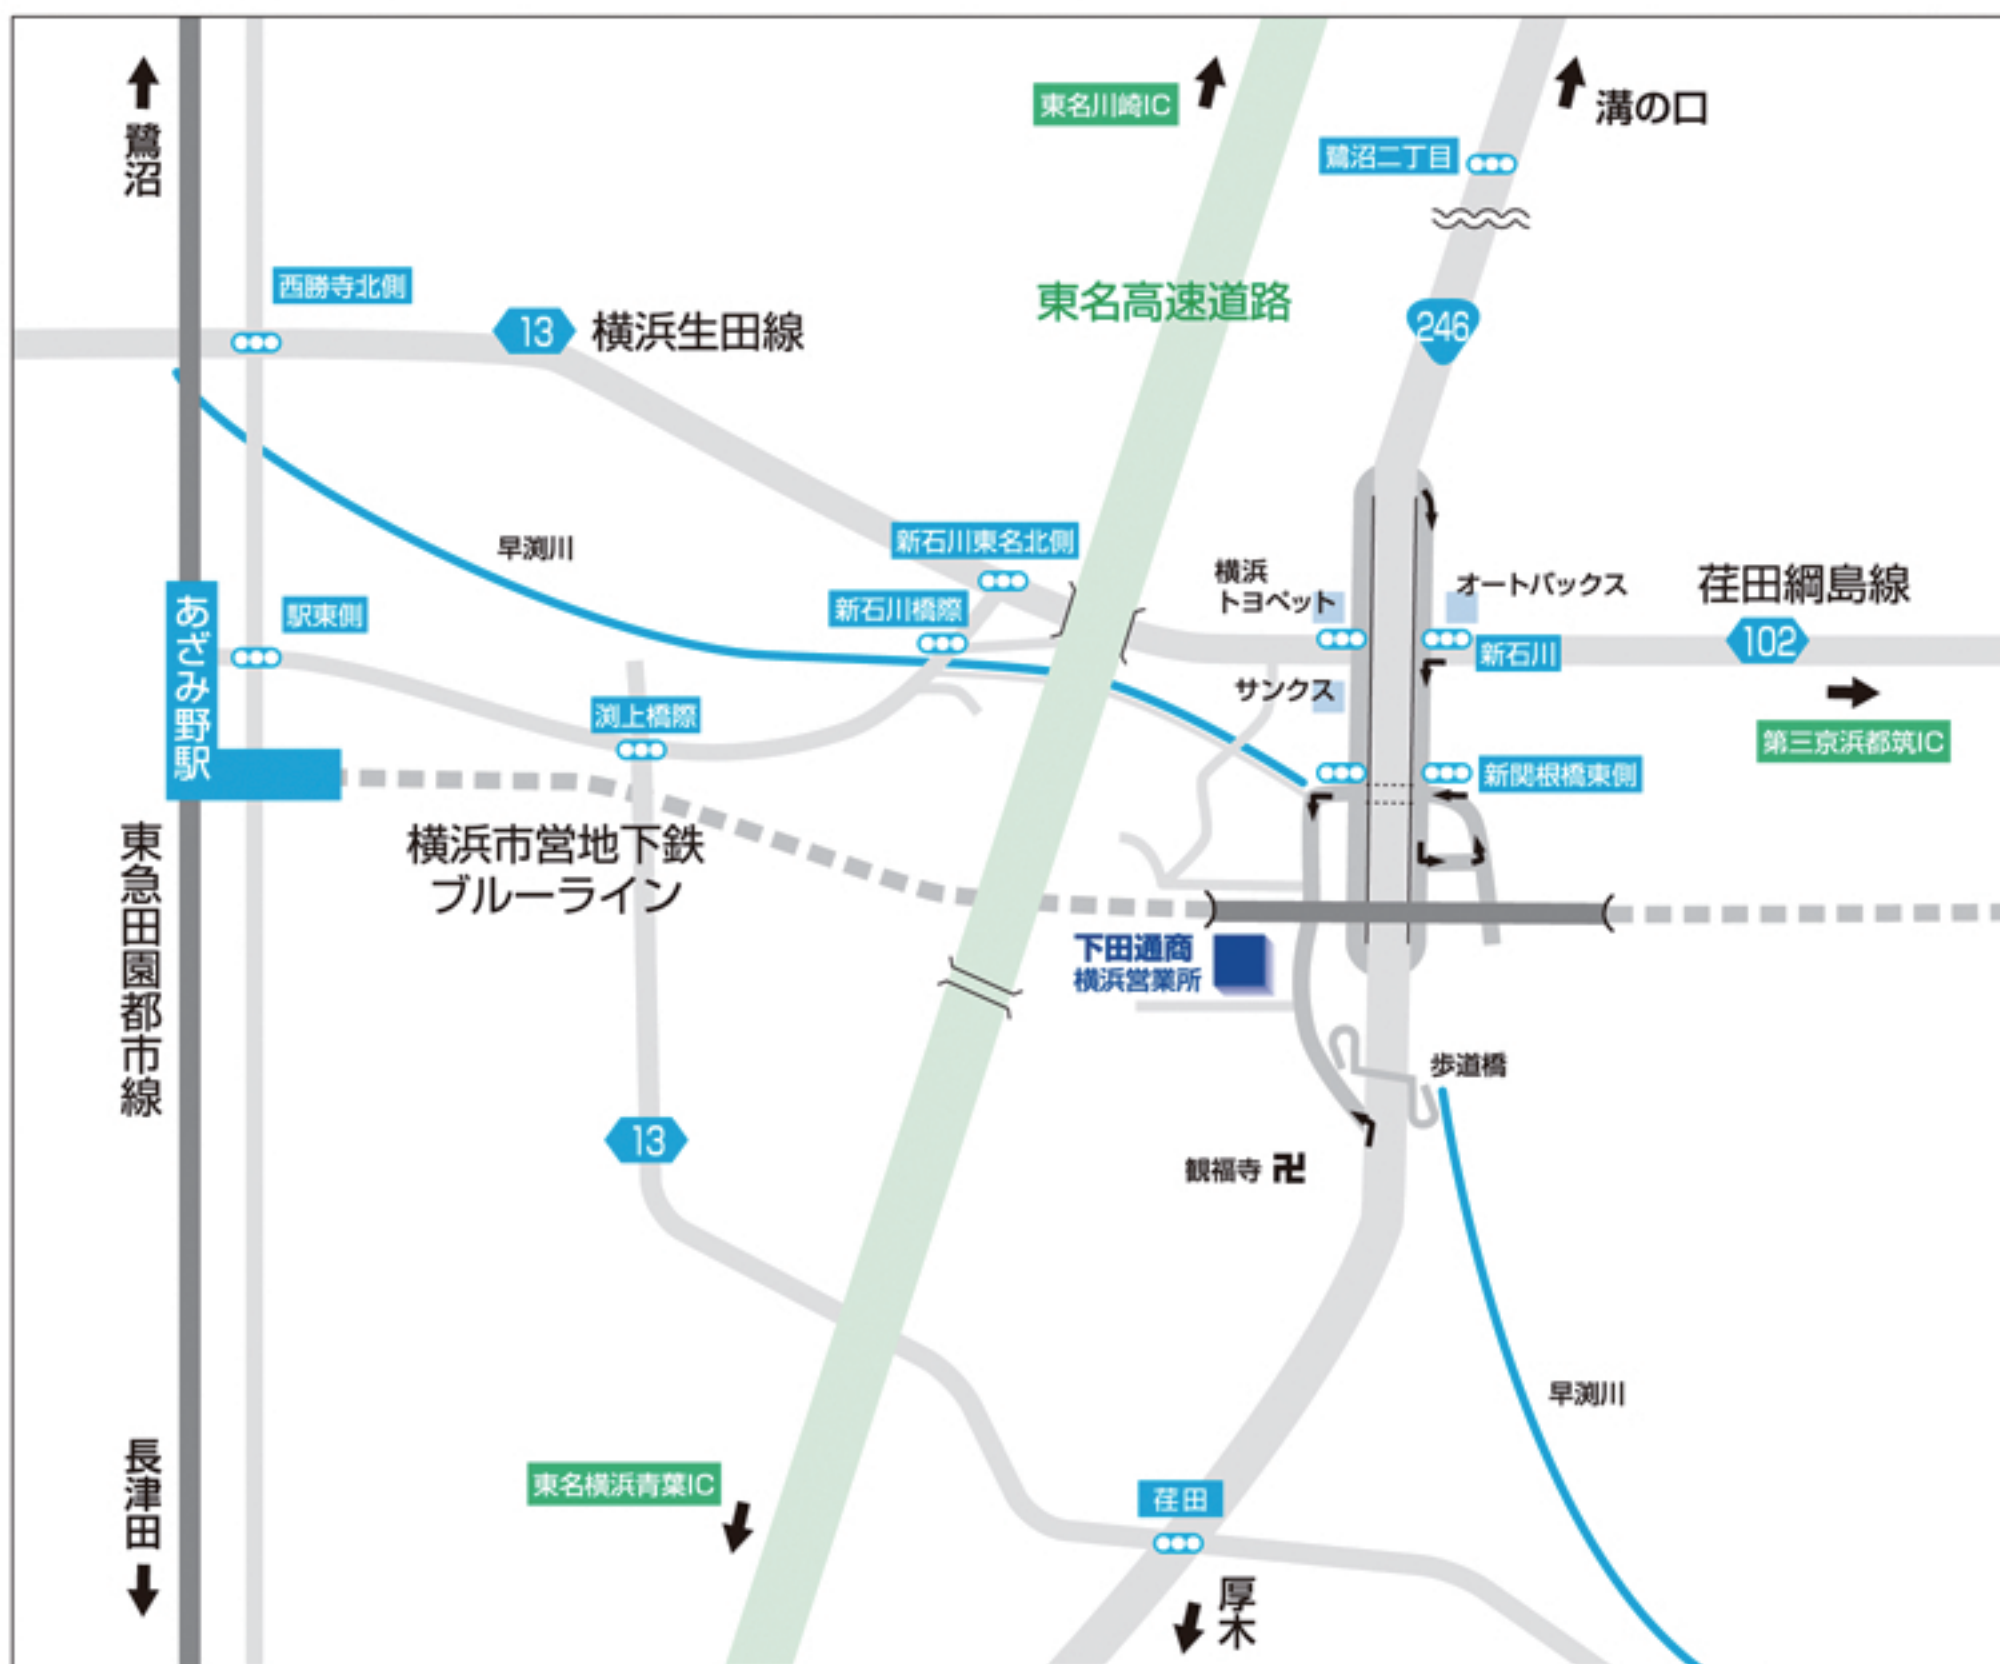 東名川崎IC
溝の口
鷺沼
鷺沼二丁目
西勝寺北側
東名高速道路
13
横浜生田線
246
早渕川
新石川東名北側
横浜
トヨペット
オートバックス
荏田綱島線
102
あざみ野駅
駅東側
新石川橋際
新石川
サンクス
渕上橋際
第三京浜都筑IC
新関根橋東側
横浜市営地下鉄
ブルーライン
東急田園都市線
下田通商
横浜営業所
歩道橋
13
観福寺
卍
早渕川
長津田
東名横浜青葉IC
荏田
厚木